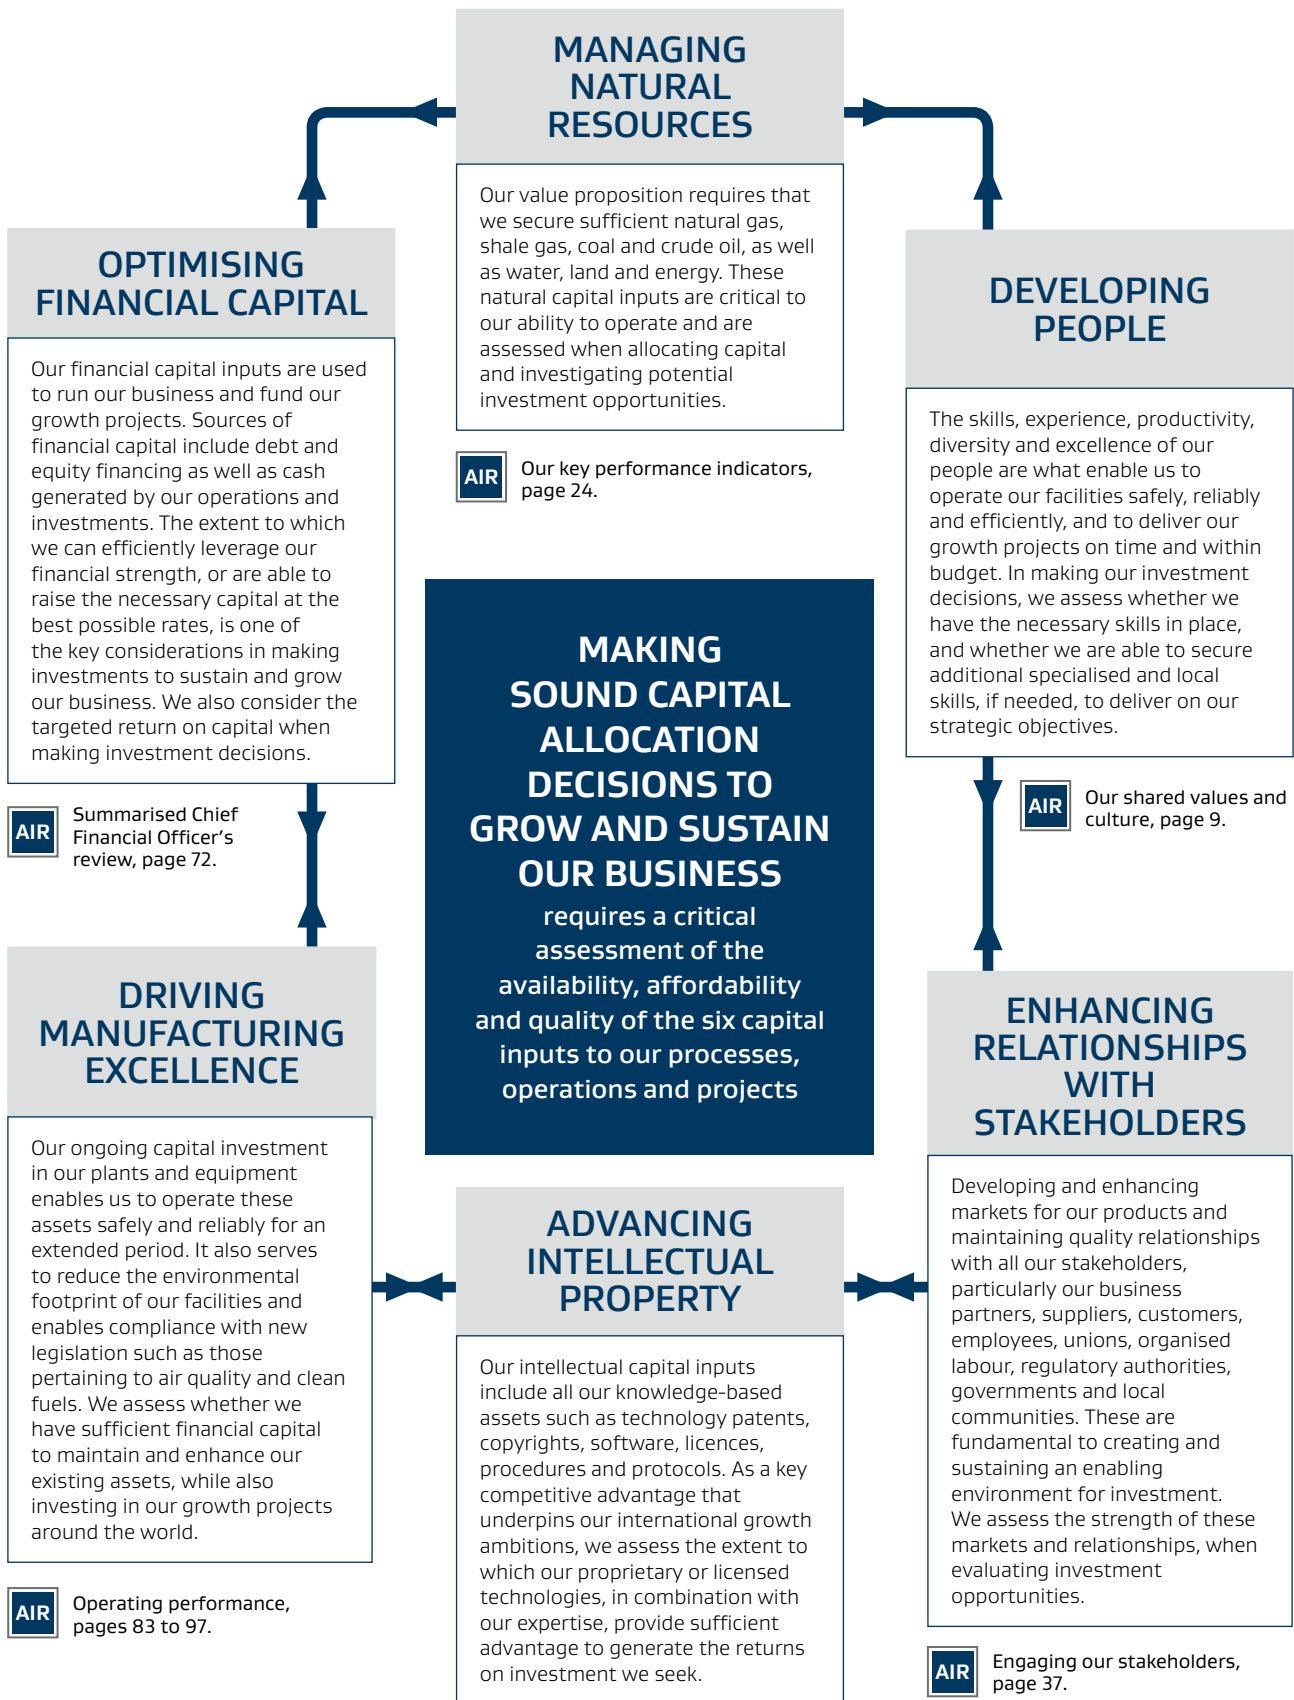 MANAGING
NATURAL
RESOURCES
Our value proposition requires that
we secure sufficient natural gas,
shale gas, coal and crude oil, as well
as water, land and energy. These
natural capital inputs are critical to
our ability to operate and are
assessed when allocating capital
and investigating potential
investment opportunities.
AIR
Our key performance indicators,
page 24.
OPTIMISING
FINANCIAL CAPITAL
Our financial capital inputs are used
to run our business and fund our
growth projects. Sources of
financial capital include debt and
equity financing as well as cash
generated by our operations and
investments. The extent to which
we can efficiently leverage our
financial strength, or are able to
raise the necessary capital at the
best possible rates, is one of
the key considerations in making
investments to sustain and grow
our business. We also consider the
targeted return on capital when
making investment decisions.
AIR
Summarised Chief
Financial Officer's
review, page 72.
DEVELOPING
PEOPLE
The skills, experience, productivity,
diversity and excellence of our
people are what enable us to
operate our facilities safely, reliably
and efficiently, and to deliver our
growth projects on time and within
budget. In making our investment
decisions, we assess whether we
have the necessary skills in place,
and whether we are able to secure
additional specialised and local
skills, if needed, to deliver on our
strategic objectives.
AIR
Our shared values and
culture, page 9.
MAKING
SOUND CAPITAL
ALLOCATION
DECISIONS TO
GROW AND SUSTAIN
OUR BUSINESS
requires a critical
assessment of the
availability, affordability
and quality of the six capital
inputs to our processes,
operations and projects
DRIVING
MANUFACTURING
EXCELLENCE
Our ongoing capital investment
in our plants and equipment
enables us to operate these
assets safely and reliably for an
extended period. It also serves
to reduce the environmental
footprint of our facilities and
enables compliance with new
legislation such as those
pertaining to air quality and clean
fuels. We assess whether we
have sufficient financial capital
to maintain and enhance our
existing assets, while also
investing in our growth projects
around the world.
AIR
Operating performance,
pages 83 to 97.
ADVANCING
INTELLECTUAL
PROPERTY
Our intellectual capital inputs
include all our knowledge-based
assets such as technology patents,
copyrights, software, licences,
procedures and protocols. As a key
competitive advantage that
underpins our international growth
ambitions, we assess the extent to
which our proprietary or licensed
technologies, in combination with
our expertise, provide sufficient
advantage to generate the returns
on investment we seek.
ENHANCING
RELATIONSHIPS
WITH
STAKEHOLDERS
Developing and enhancing
markets for our products and
maintaining quality relationships
with all our stakeholders,
particularly our business
partners, suppliers, customers,
employees, unions, organised
labour, regulatory authorities,
governments and local
communities. These are
fundamental to creating and
sustaining an enabling
environment for investment.
We assess the strength of these
markets and relationships, when
evaluating investment
opportunities.
AIR
Engaging our stakeholders,
page 37.